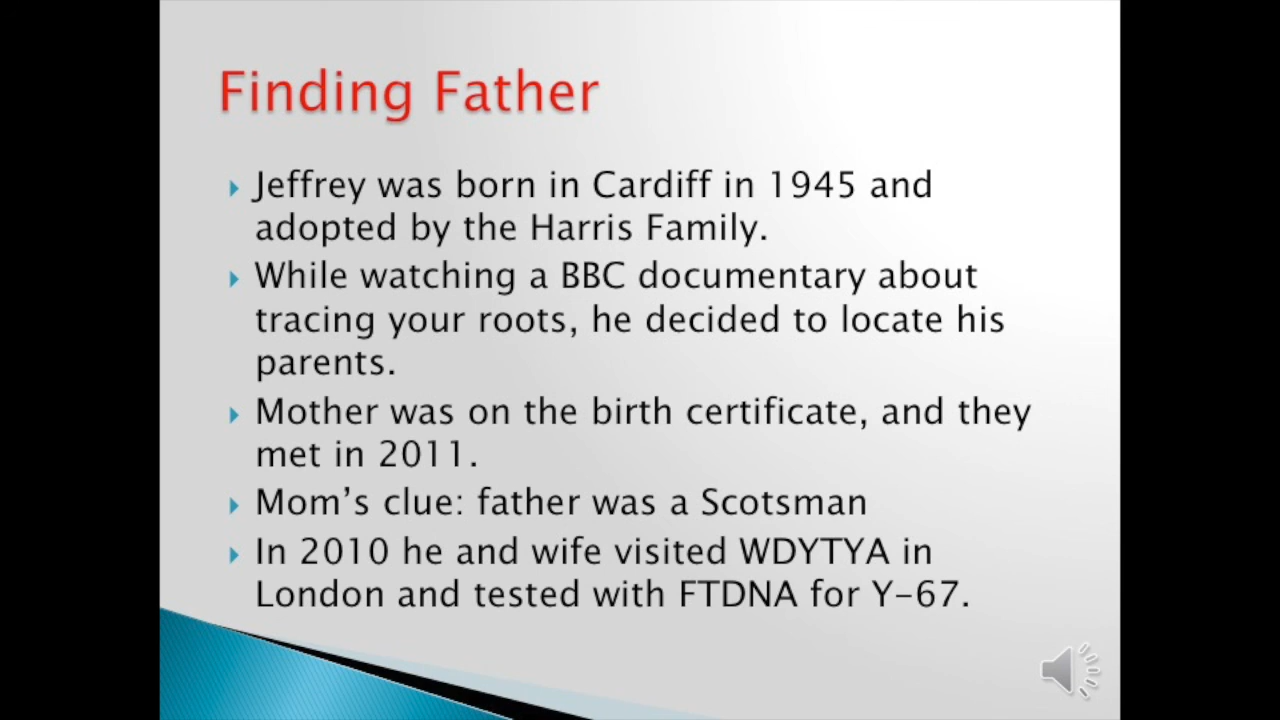 Finding Father
Jeffrey was born in Cardiff in 1945 and
adopted by the Harris Family.
While watching a BBC documentary about
tracing your roots, he decided to locate his
parents.
Mother was on the birth certificate, and they
met in 2011.
Mom's clue: father was a Scotsman
In 2010 he and wife visited WDYTYA in
London and tested with FTDNA for Y-67.